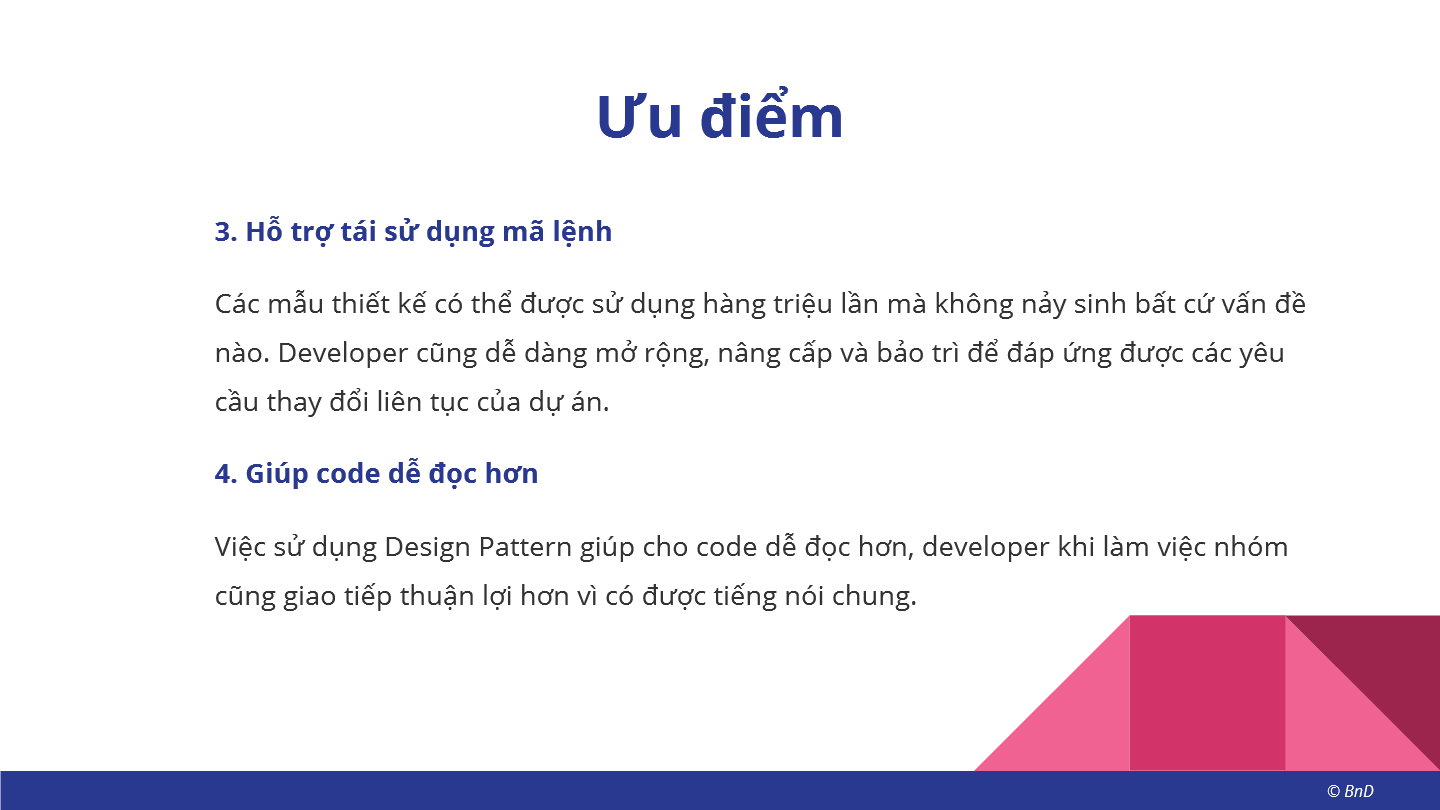 Ưu điểm
3. Hỗ trợ tái sử dụng mã lệnh
Các mẫu thiết kế có thể được sử dụng hàng triệu lần mà không nảy sinh bất cứ vấn đề
nào. Developer cũng dễ dàng mở rộng, nâng cấp và bảo trì để đáp ứng được các yêu
cầu thay đổi liên tục của dự án.
4. Giúp code dễ đọc hơn
Việc sử dụng Design Pattern giúp cho code dễ đọc hơn, developer khi làm việc nhóm
cũng giao tiếp thuận lợi hơn vì có được tiếng nói chung.
© BnD